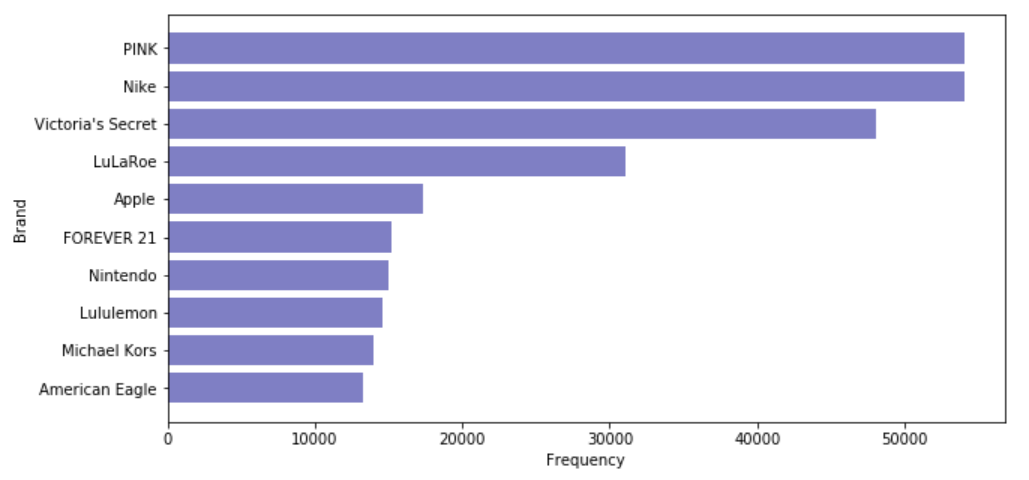 PINK
Nike
Victoria's Secret
LuLaRoe
Apple
FOREVER 21
Nintendo
Lululemon
Michael Kors
American Eagle
Brand
0 10000 20000 30000 40000 50000
Frequency